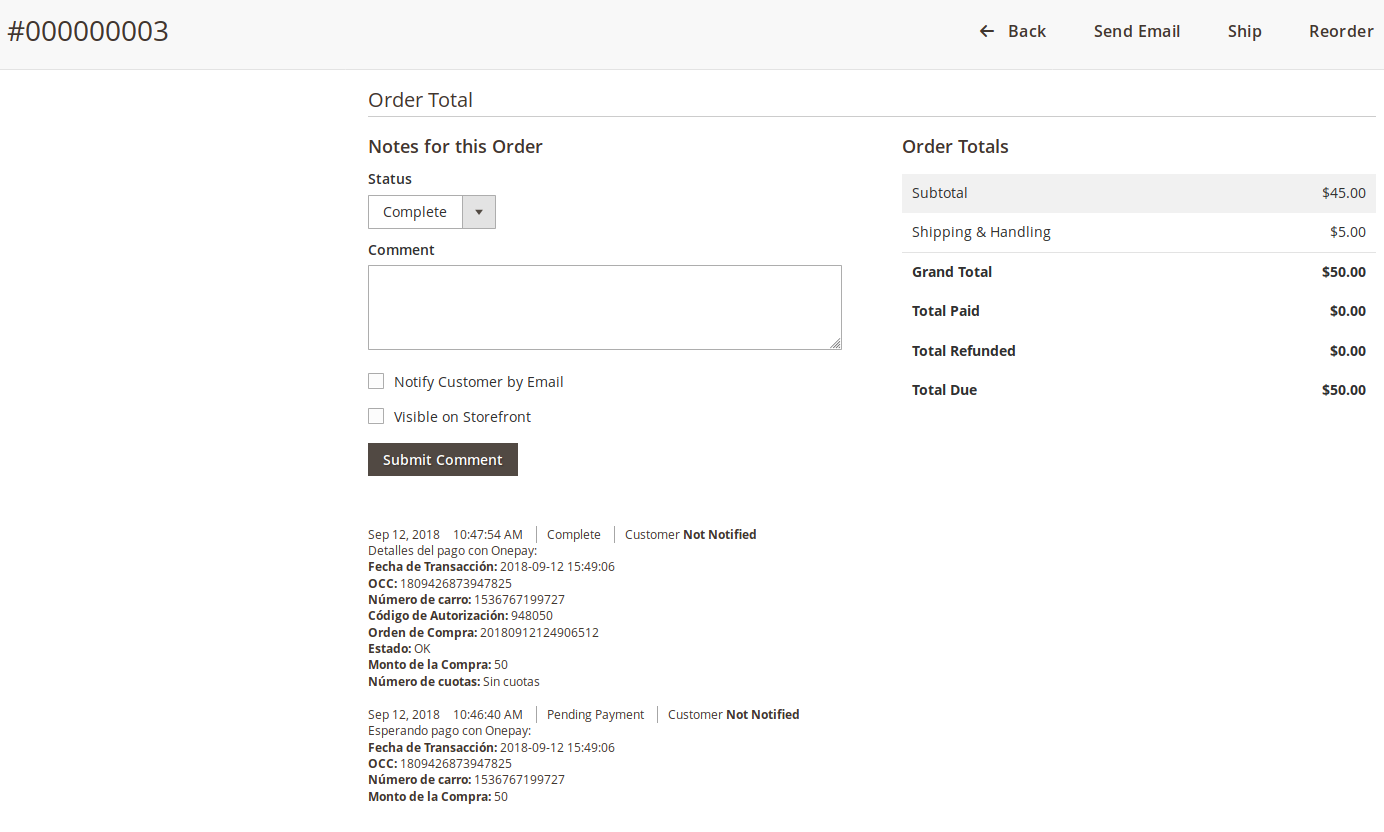 #000000003
← Back Send Email Ship Reorder
Order Total
Notes for this Order
Status
Complete
Comment
Notify Customer by Email
Visible on Storefront
Submit Comment
Order Totals
Subtotal $45.00
Shipping & Handling $5.00
Grand Total $50.00
Total Paid $0.00
Total Refunded $0.00
Total Due $50.00
Sep 12, 2018 10:47:54 AM Complete Customer Not Notified
Detalles del pago con Onepay:
Fecha de Transacción: 2018-09-12 15:49:06
OCC: 1809426873947825
Número de carro: 1536767199727
Código de Autorización: 948050
Orden de Compra: 20180912124906512
Estado: OK
Monto de la Compra: 50
Número de cuotas: Sin cuotas
Sep 12, 2018 10:46:40 AM Pending Payment Customer Not Notified
Esperando pago con Onepay:
Fecha de Transacción: 2018-09-12 15:49:06
OCC: 1809426873947825
Número de carro: 1536767199727
Monto de la Compra: 50